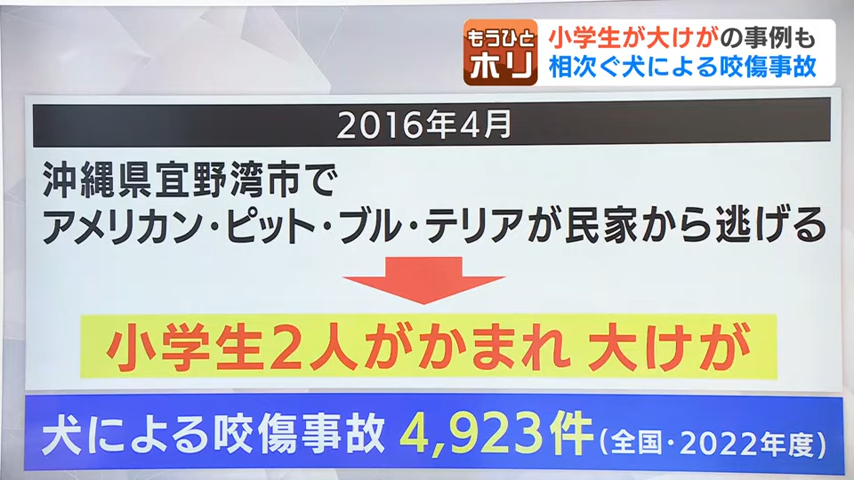 もうひと
ホリ
小学生が大けがの事例も
相次ぐ犬による咬傷事故
2016年4月
沖縄県宜野湾市で
アメリカン・ピット・ブル・テリアが民家から逃げる
小学生2人がかまれ 大けが
犬による咬傷事故 4,923件(全国・2022年度)